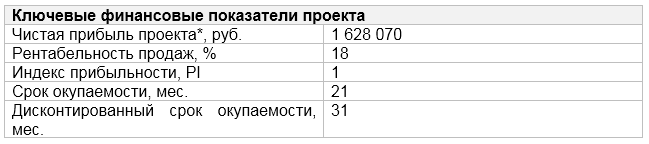 Ключевые финансовые показатели проекта
Чистая прибыль проекта*, руб. 1 628 070
Рентабельность продаж, % 18
Индекс прибыльности, PI 1
Срок окупаемости, мес. 21
Дисконтированный срок окупаемости, 31
мес.